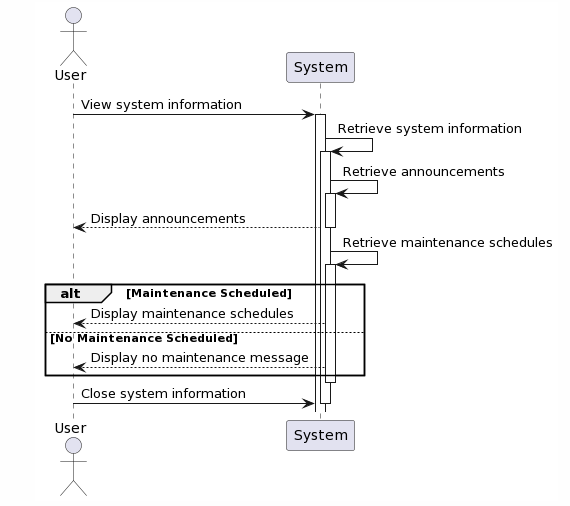 User
System
View system information
Retrieve system information
Retrieve announcements
Display announcements
Retrieve maintenance schedules
alt [Maintenance Scheduled]
Display maintenance schedules
[No Maintenance Scheduled]
Display no maintenance message
Close system information
User
System